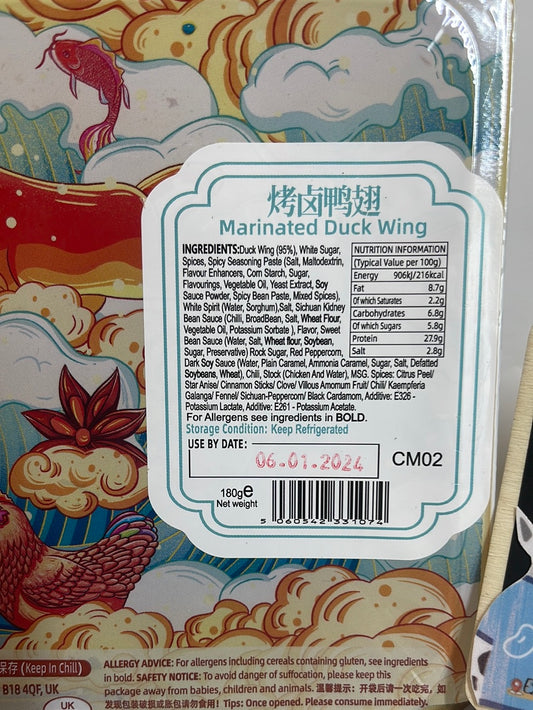 烤卤鸭翅
Marinated Duck Wing
INGREDIENTS:Duck Wing (95%), White Sugar,
Spices, Spicy Seasoning Paste (Salt, Maltodextrin,
Flavour Enhancers, Corn Starch, Sugar,
Flavourings, Vegetable Oil, Yeast Extract, Soy
Sauce Powder, Spicy Bean Paste, Mixed Spices),
White Spirit (Water, Sorghum),Salt, Sichuan Kidney
Bean Sauce (Chili, BroadBean, Salt, Wheat Flour,
Vegetable Oil, Potassium Sorbate ), Flavor, Sweet
Bean Sauce (Water, Salt, Wheat flour, Soybean,
Sugar, Preservative) Rock Sugar, Red Peppercorn,
Dark Soy Sauce (Water, Plain Caramel, Ammonia Caramel, Sugar, Salt, Defatted
Soybeans, Wheat), Chili, Stock (Chicken And Water), MSG. Spices: Citrus Peel/
Star Anise/ Cinnamon Sticks/ Clove/ Villous Amomum Fruit/ Chili/ Kaempferia
Galanga/ Fennel/ Sichuan-Peppercorn/ Black Cardamom, Additive: E326 -
Potassium Lactate, Additive: E261 - Potassium Acetate.
For Allergens see ingredients in BOLD.
Storage Condition: Keep Refrigerated
NUTRITION INFORMATION
(Typical Value per 100g)
Energy 906kJ/216kcal
Fat 8.7g
Of which Saturates 2.2g
Carbohydrates 6.8g
Of which Sugars 5.8g
Protein 27.9g
Salt 2.8g
USE BY DATE:
06.01.2024
CM02
180g e
Net weight
5 060542 331074
保存 (Keep In Chill)
B18 4QF, UK
UK
ALLERGY ADVICE: For allergens including cereals containing gluten, see ingredients
in bold. SAFETY NOTICE: To avoid danger of suffocation, please keep this
package away from babies, children and animals. 温馨提示：开袋后请一次吃完，如
发现包装破损或胀包请勿食用！Tips: Once opened. Please consume immediately.